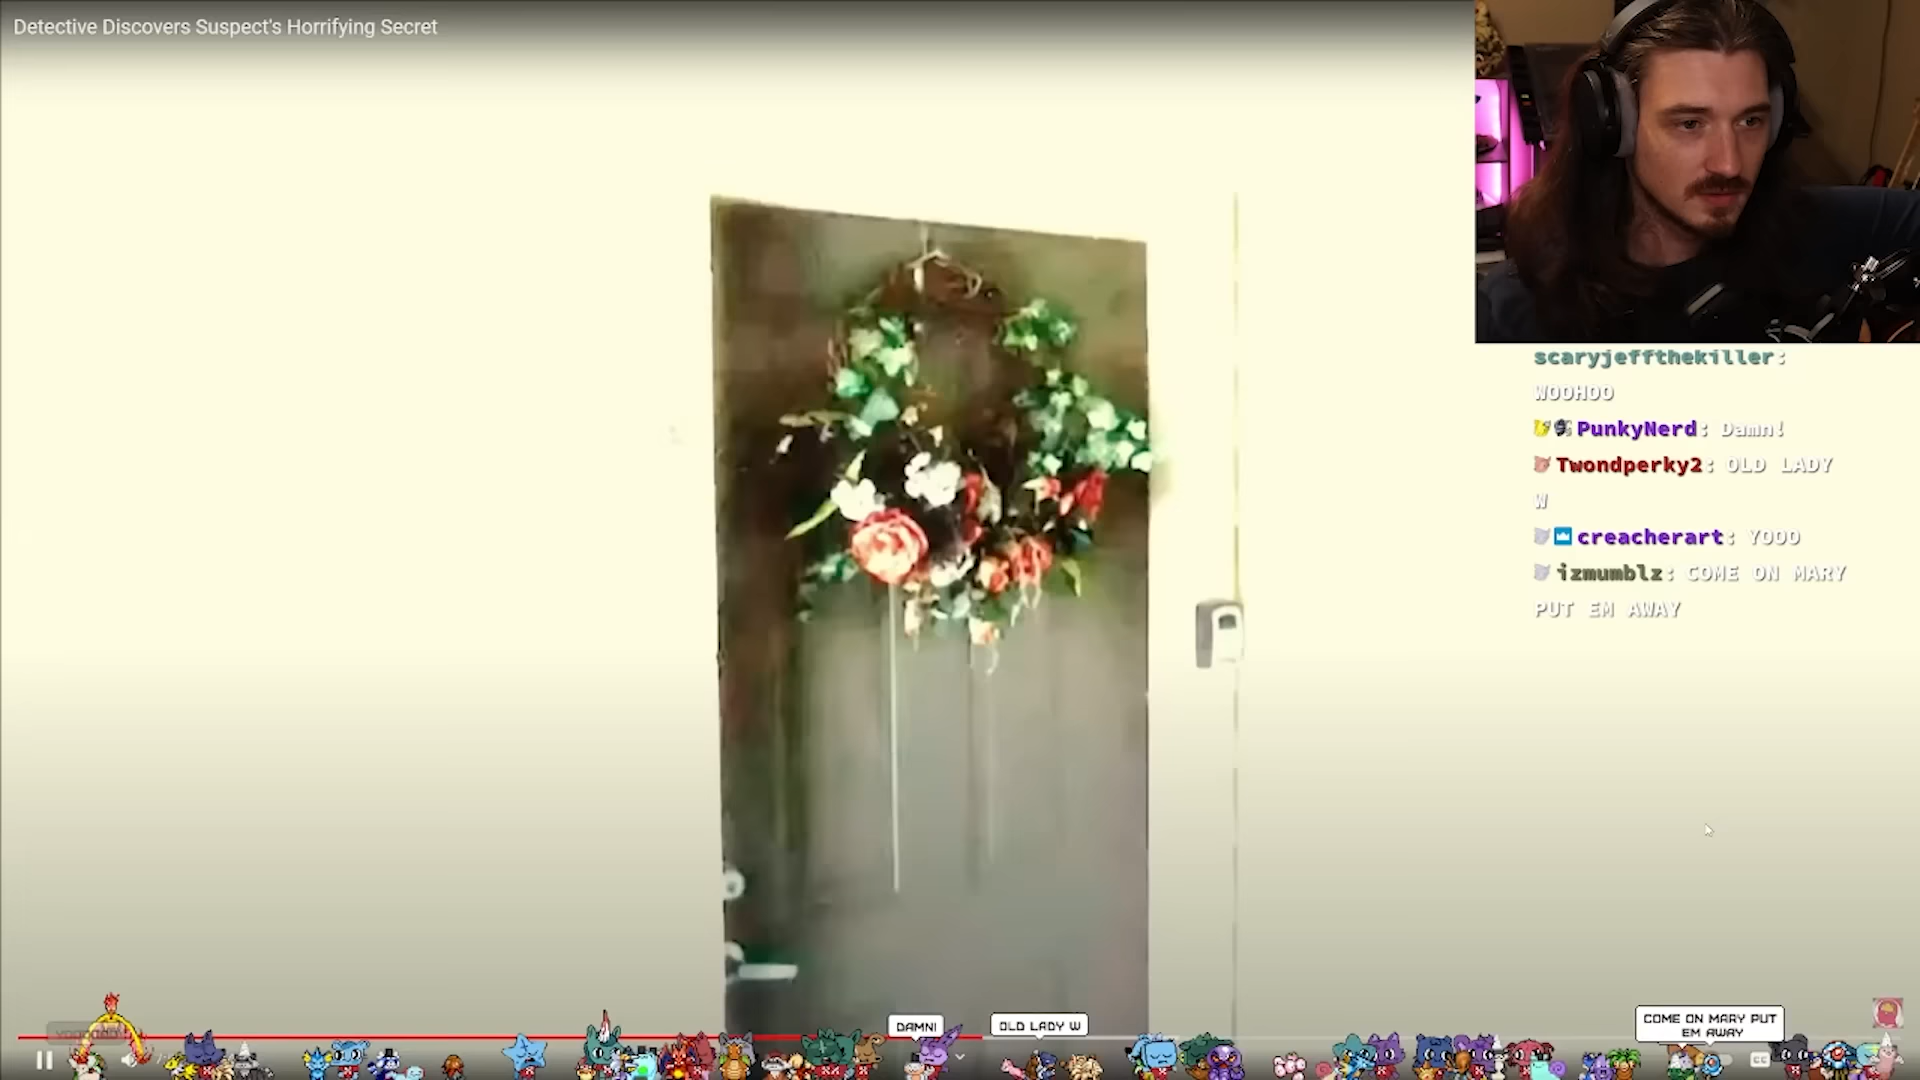 Detective Discovers Suspect's Horrifying Secret
scaryjeffthekiller:
WOOHOO
PunkyNerd: Damn!
Twondperky2: OLD LADY
W
creacherart: YOOO
izmumblz: COME ON MARY
PUT EM AWAY
DAMN!
OLD LADY W
COME ON MARY PUT
EM AWAY
CC